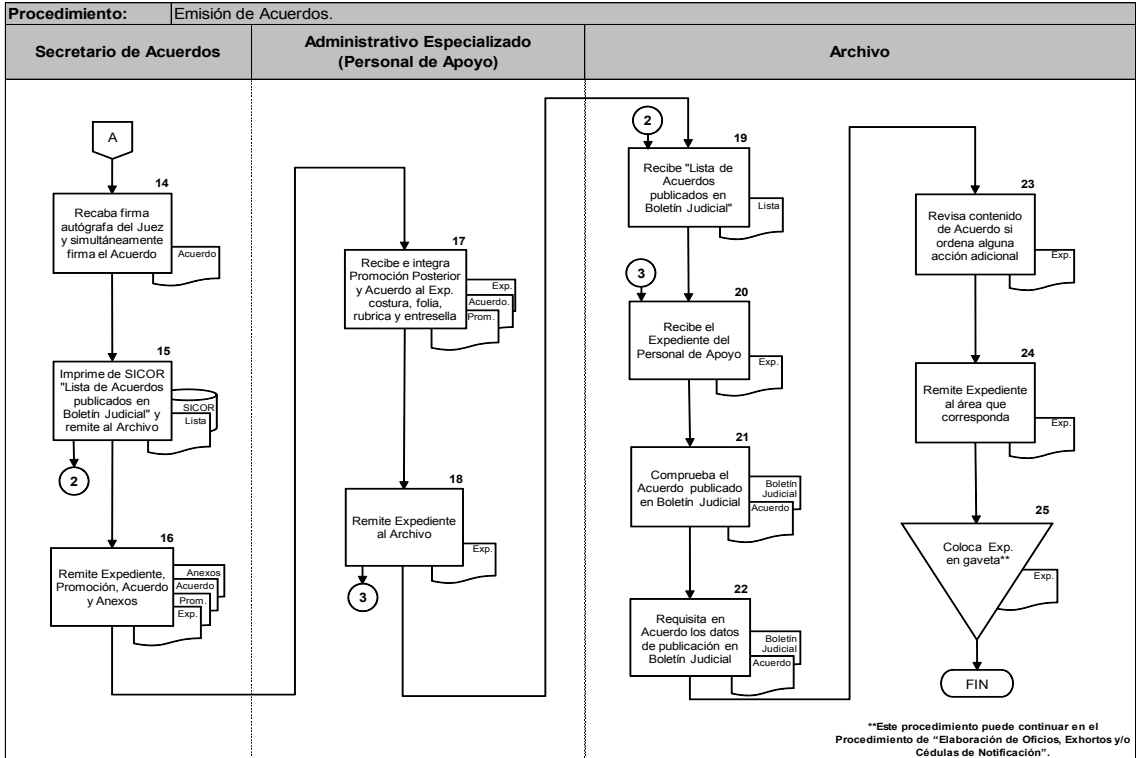 Procedimiento: Emisión de Acuerdos.
Secretario de Acuerdos
Administrativo Especializado
(Personal de Apoyo)
Archivo
A
14
Recaba firma
autógrafa del Juez
y simultáneamente
firma el Acuerdo
Acuerdo
15
Imprime de SICOR
"Lista de Acuerdos
publicados en
Boletín Judicial" y
remite al Archivo
SICOR
Lista
2
16
Remite Expediente,
Promoción, Acuerdo
y Anexos
Anexos
Acuerdo
Prom.
Exp.
17
Recibe e integra
Promoción Posterior
y Acuerdo al Exp.
costura, folia,
rubrica y entresella
Exp.
Acuerdo.
Prom.
18
Remite Expediente
al Archivo
Exp.
3
2
19
Recibe "Lista de
Acuerdos
publicados en
Boletín Judicial"
Lista
3
20
Recibe el
Expediente del
Personal de Apoyo
Exp.
21
Comprueba el
Acuerdo publicado
en Boletín Judicial
Boletín
Judicial
Acuerdo
22
Requisita en
Acuerdo los datos
de publicación en
Boletín Judicial
Boletín
Judicial
Acuerdo
23
Revisa contenido
de Acuerdo si
ordena alguna
acción adicional
Exp.
24
Remite Expediente
al área que
corresponda
Exp.
25
Coloca Exp.
en gaveta**
Exp.
FIN
**Este procedimiento puede continuar en el
Procedimiento de “Elaboración de Oficios, Exhortos y/o
Cédulas de Notificación”.